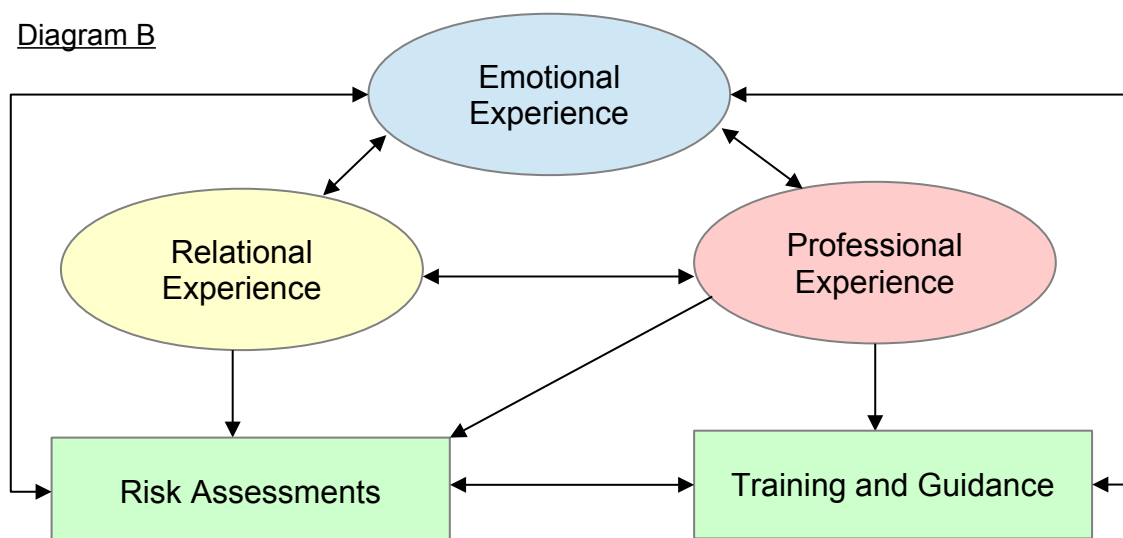 Diagram B
Emotional
Experience
Relational
Experience
Professional
Experience
Risk Assessments
Training and Guidance